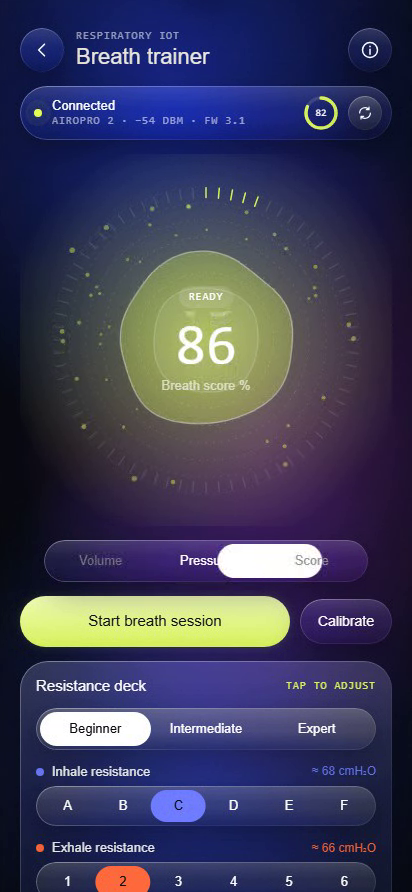 RESPIRATORY IOT
Breath trainer
Connected
AIROPRO 2 · −54 DBM · FW 3.1
82
READY
86
Breath score %
Volume Pressu Score
Start breath session Calibrate
Resistance deck TAP TO ADJUST
Beginner Intermediate Expert
Inhale resistance ≈ 68 cmH₂O
A B C D E F
Exhale resistance ≈ 66 cmH₂O
1 2 3 4 5 6